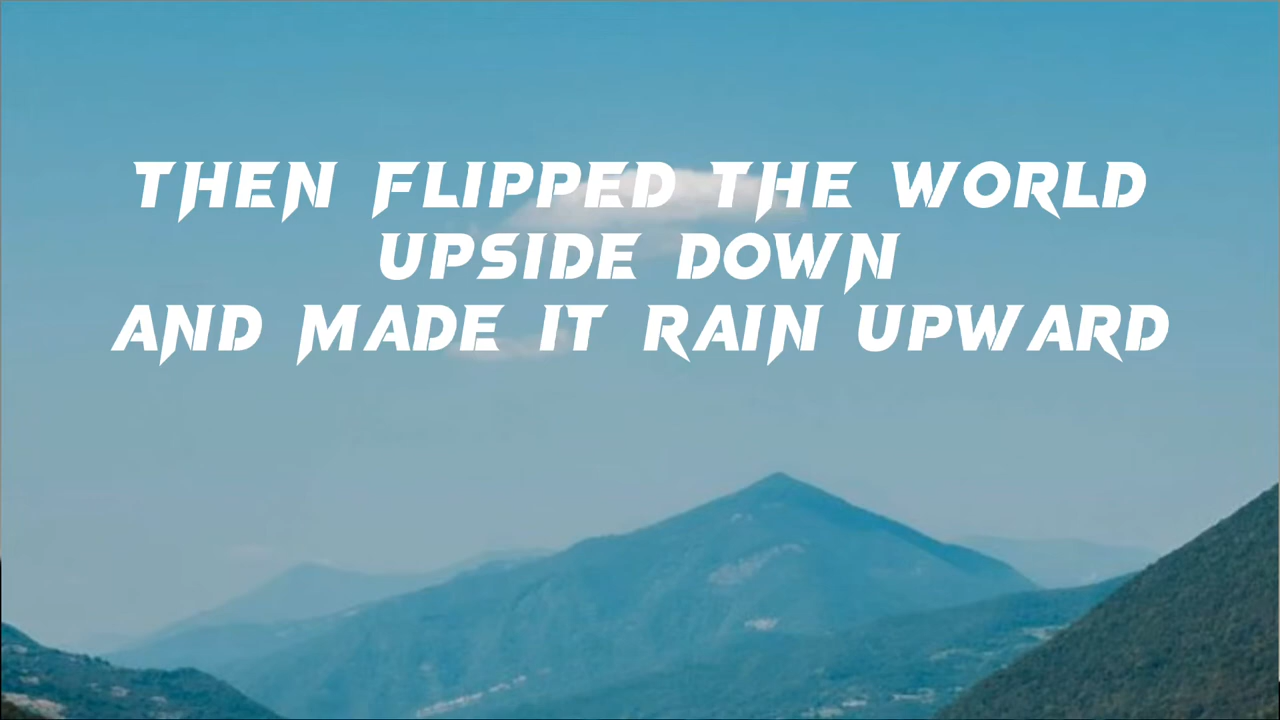 THEN FLIPPED THE WORLD
UPSIDE DOWN
AND MADE IT RAIN UPWARD